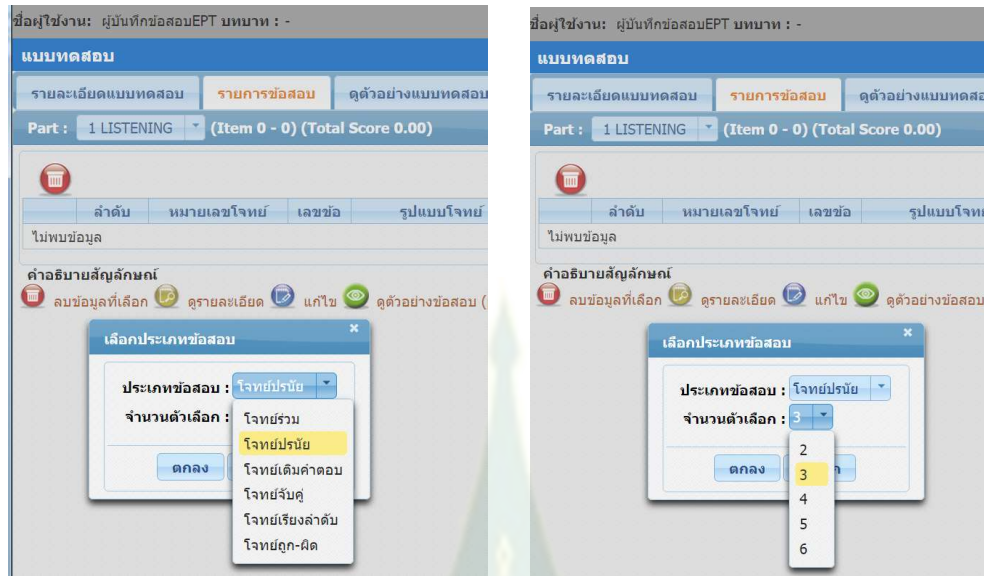 ชื่อผู้ใช้งาน: ผู้บันทึกข้อสอบEPT บทบาท : -
แบบทดสอบ
รายละเอียดแบบทดสอบ รายการข้อสอบ ดูตัวอย่างแบบทดสอบ
Part : 1 LISTENING (Item 0 - 0) (Total Score 0.00)
ลำดับ หมายเลขโจทย์ เลขข้อ รูปแบบโจทย์
ไม่พบข้อมูล
คำอธิบายสัญลักษณ์
ลบข้อมูลที่เลือก ดูรายละเอียด แก้ไข ดูตัวอย่างข้อสอบ (
เลือกประเภทข้อสอบ
ประเภทข้อสอบ : โจทย์ปรนัย
จำนวนตัวเลือก :
โจทย์ร่วม
โจทย์ปรนัย
โจทย์เติมคำตอบ
โจทย์จับคู่
โจทย์เรียงลำดับ
โจทย์ถูก-ผิด
ตกลง
ชื่อผู้ใช้งาน: ผู้บันทึกข้อสอบEPT บทบาท : -
แบบทดสอบ
รายละเอียดแบบทดสอบ รายการข้อสอบ ดูตัวอย่างแบบทดส
Part : 1 LISTENING (Item 0 - 0) (Total Score 0.00)
ลำดับ หมายเลขโจทย์ เลขข้อ รูปแบบโจทย์
ไม่พบข้อมูล
คำอธิบายสัญลักษณ์
ลบข้อมูลที่เลือก ดูรายละเอียด แก้ไข ดูตัวอย่างข้อสอบ
เลือกประเภทข้อสอบ
ประเภทข้อสอบ : โจทย์ปรนัย
จำนวนตัวเลือก : 3
2
3
4
5
6
ตกลง